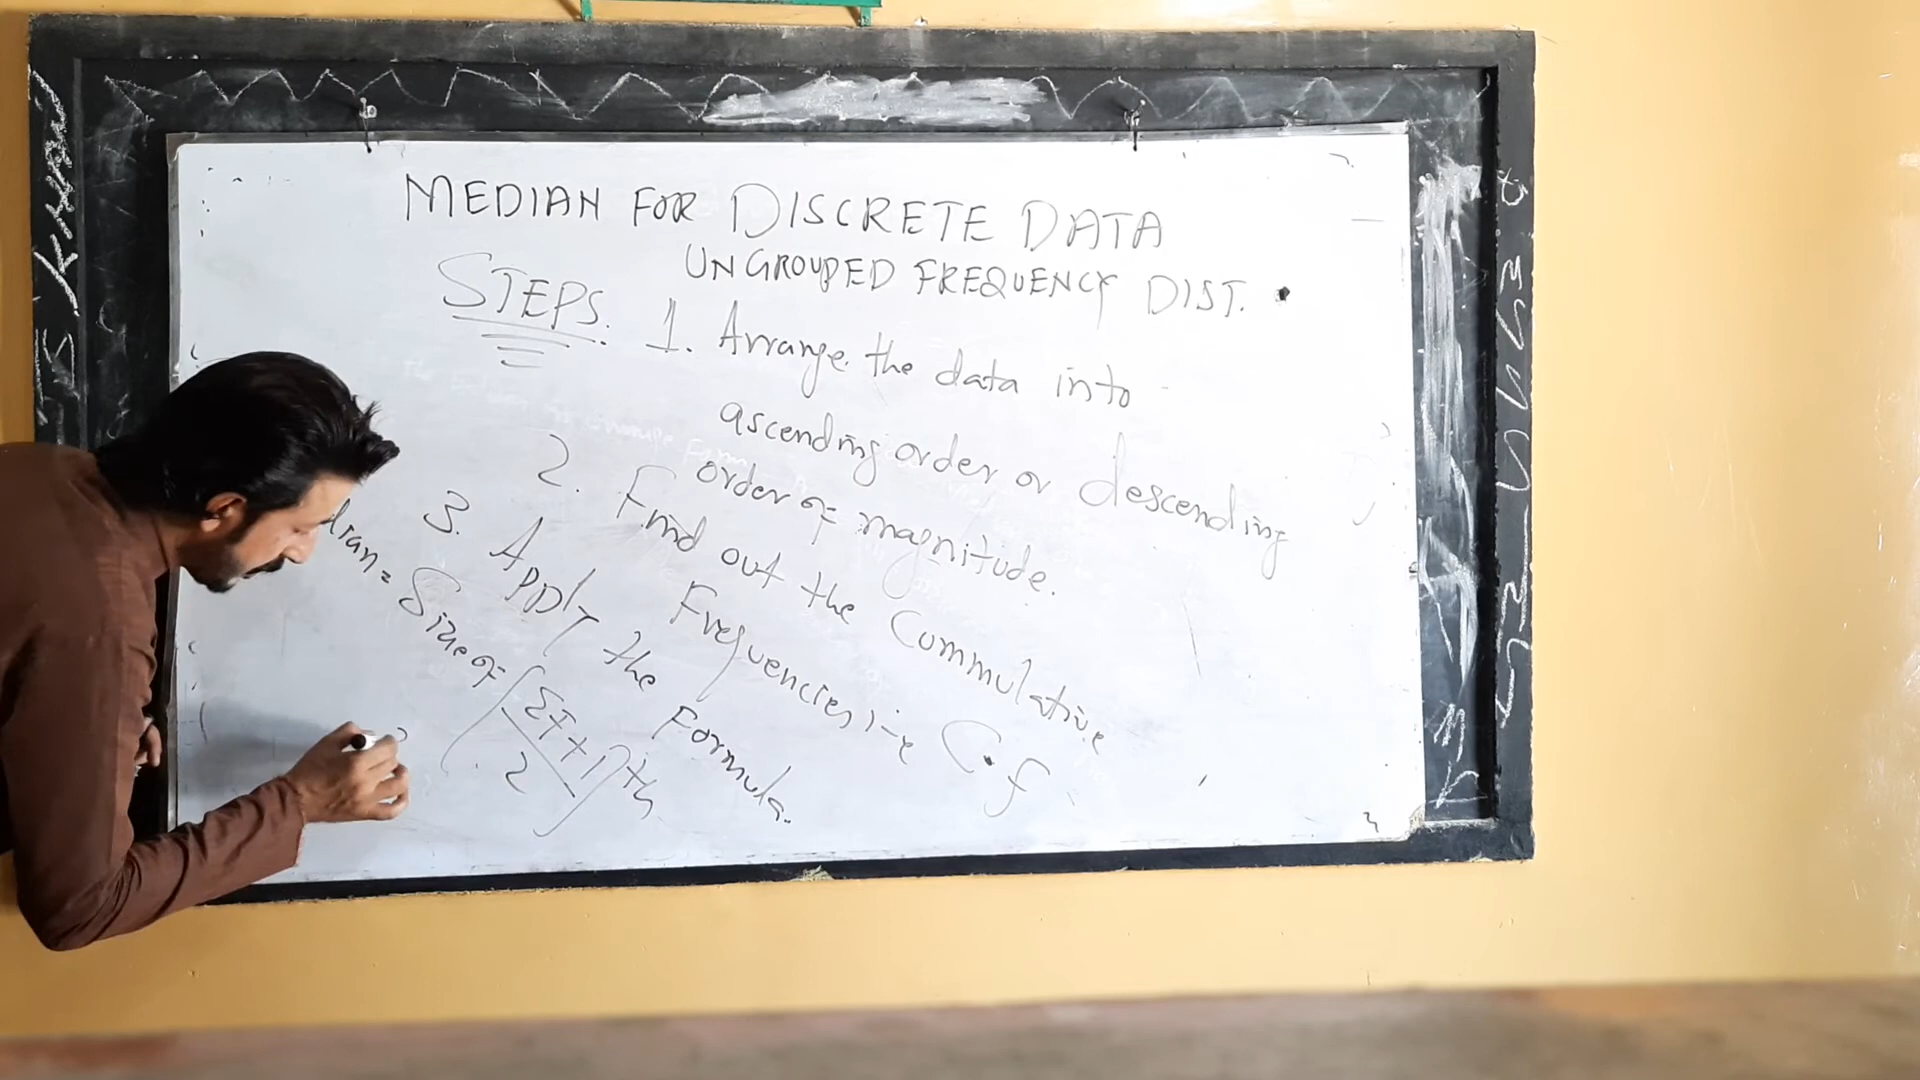 MEDIAN FOR DISCRETE DATA
UNGROUPED FREQUENCY DIST.
STEPS. 1. Arrange the data into
ascending order or descending
order of magnitude.
2. Find out the Commulative
Frequencies i-e C.f
3. Apply the Formula.
dian = Size of (ΣF+1/2)th